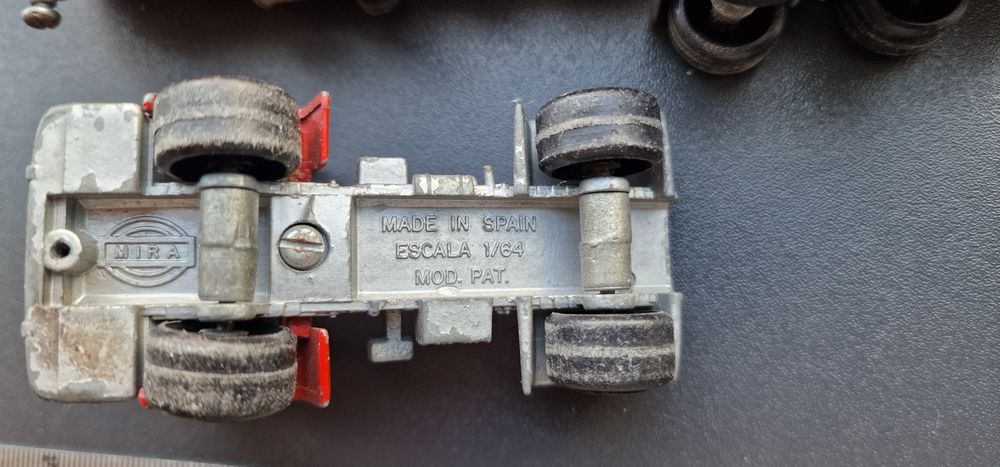 MIRA
MADE IN SPAIN
ESCALA 1/64
MOD. PAT.